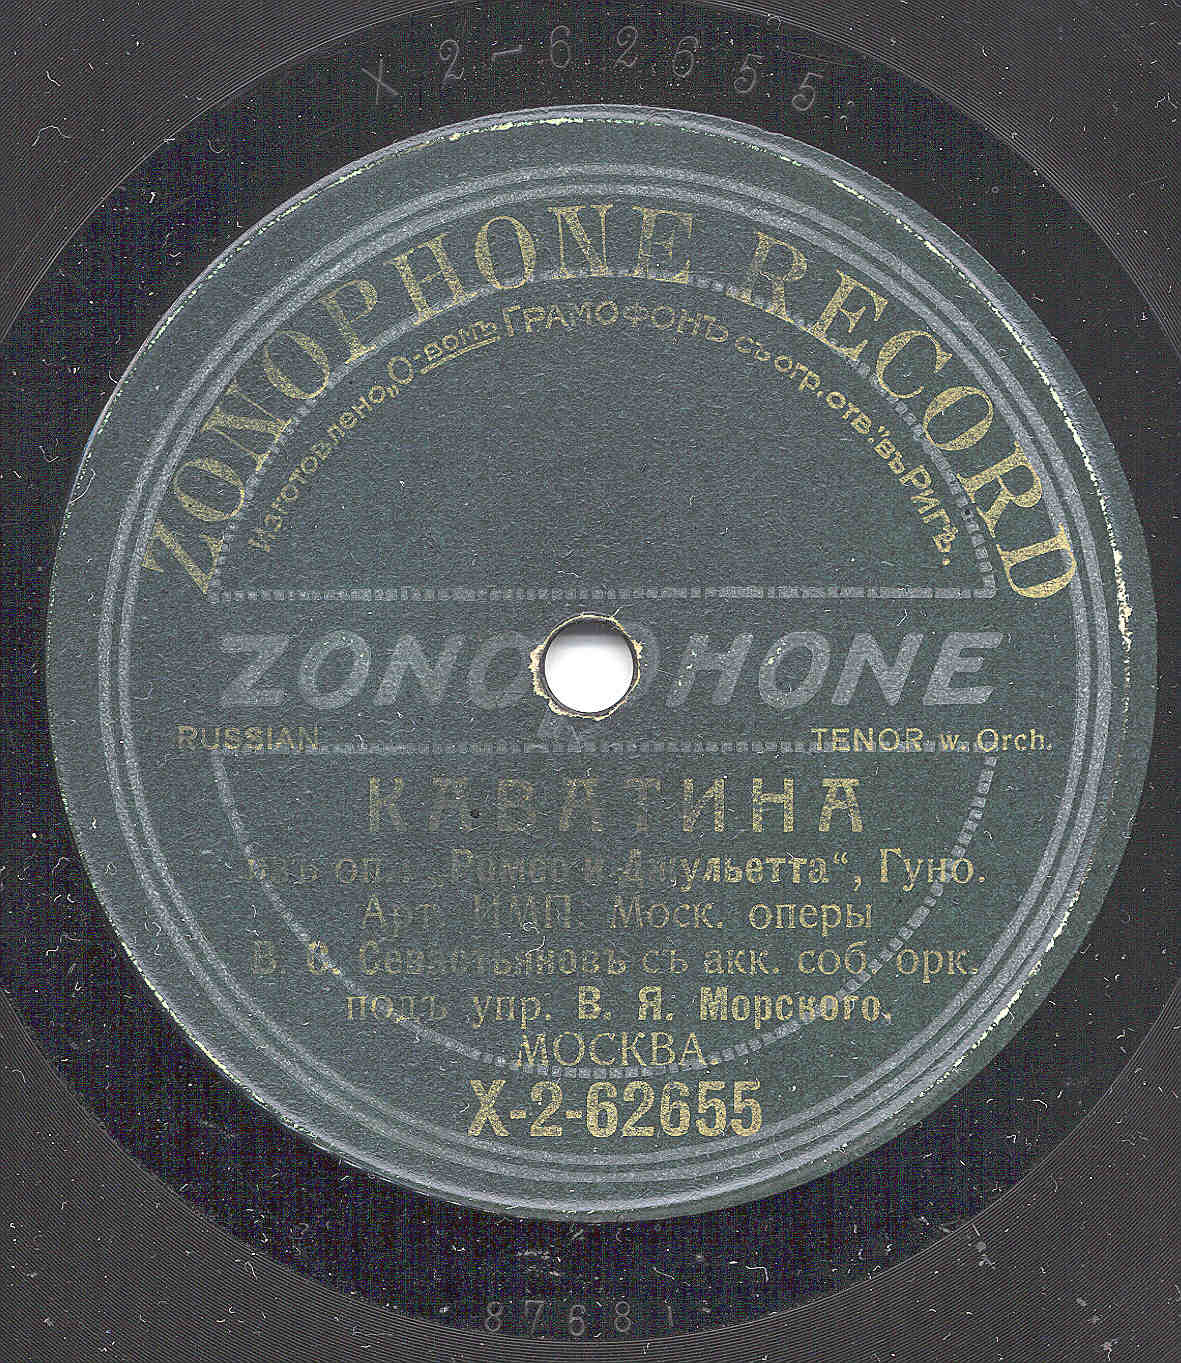 X 2-62655
ZONOPHONE RECORD
Изготовлено „О-вомъ ГРАМОФОНЪ съ огр. отв.“ въ Ригѣ.
ZONOPHONE
RUSSIAN TENOR w. Orch.
КАВАТИНА
изъ оп. „Ромео и Джульетта“, Гуно.
Арт. ИМП. Моск. оперы
В. С. Севастьяновъ съ акк. соб. орк.
подъ упр. В. Я. Морского.
МОСКВА.
X-2-62655
8768